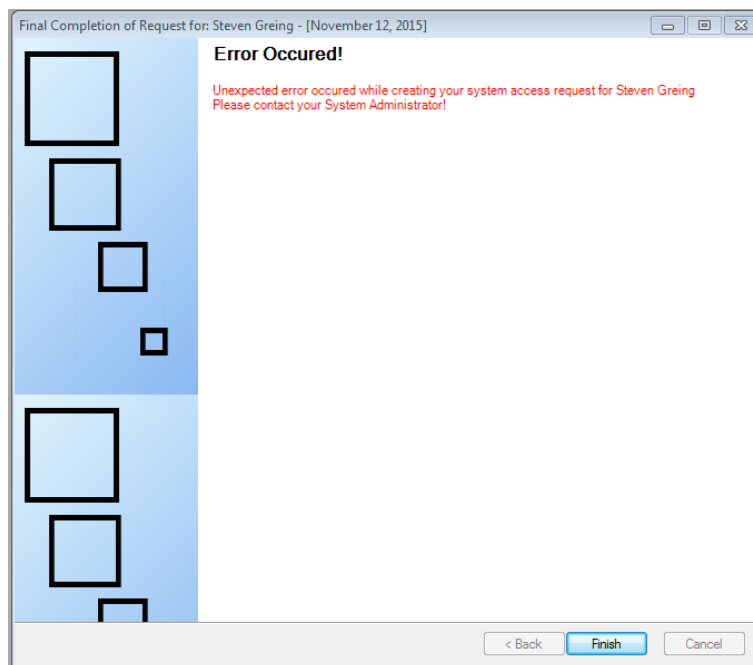 Final Completion of Request for: Steven Greing - [November 12, 2015]
Error Occured!
Unexpected error occured while creating your system access request for Steven Greing
Please contact your System Administrator!
< Back
Finish
Cancel